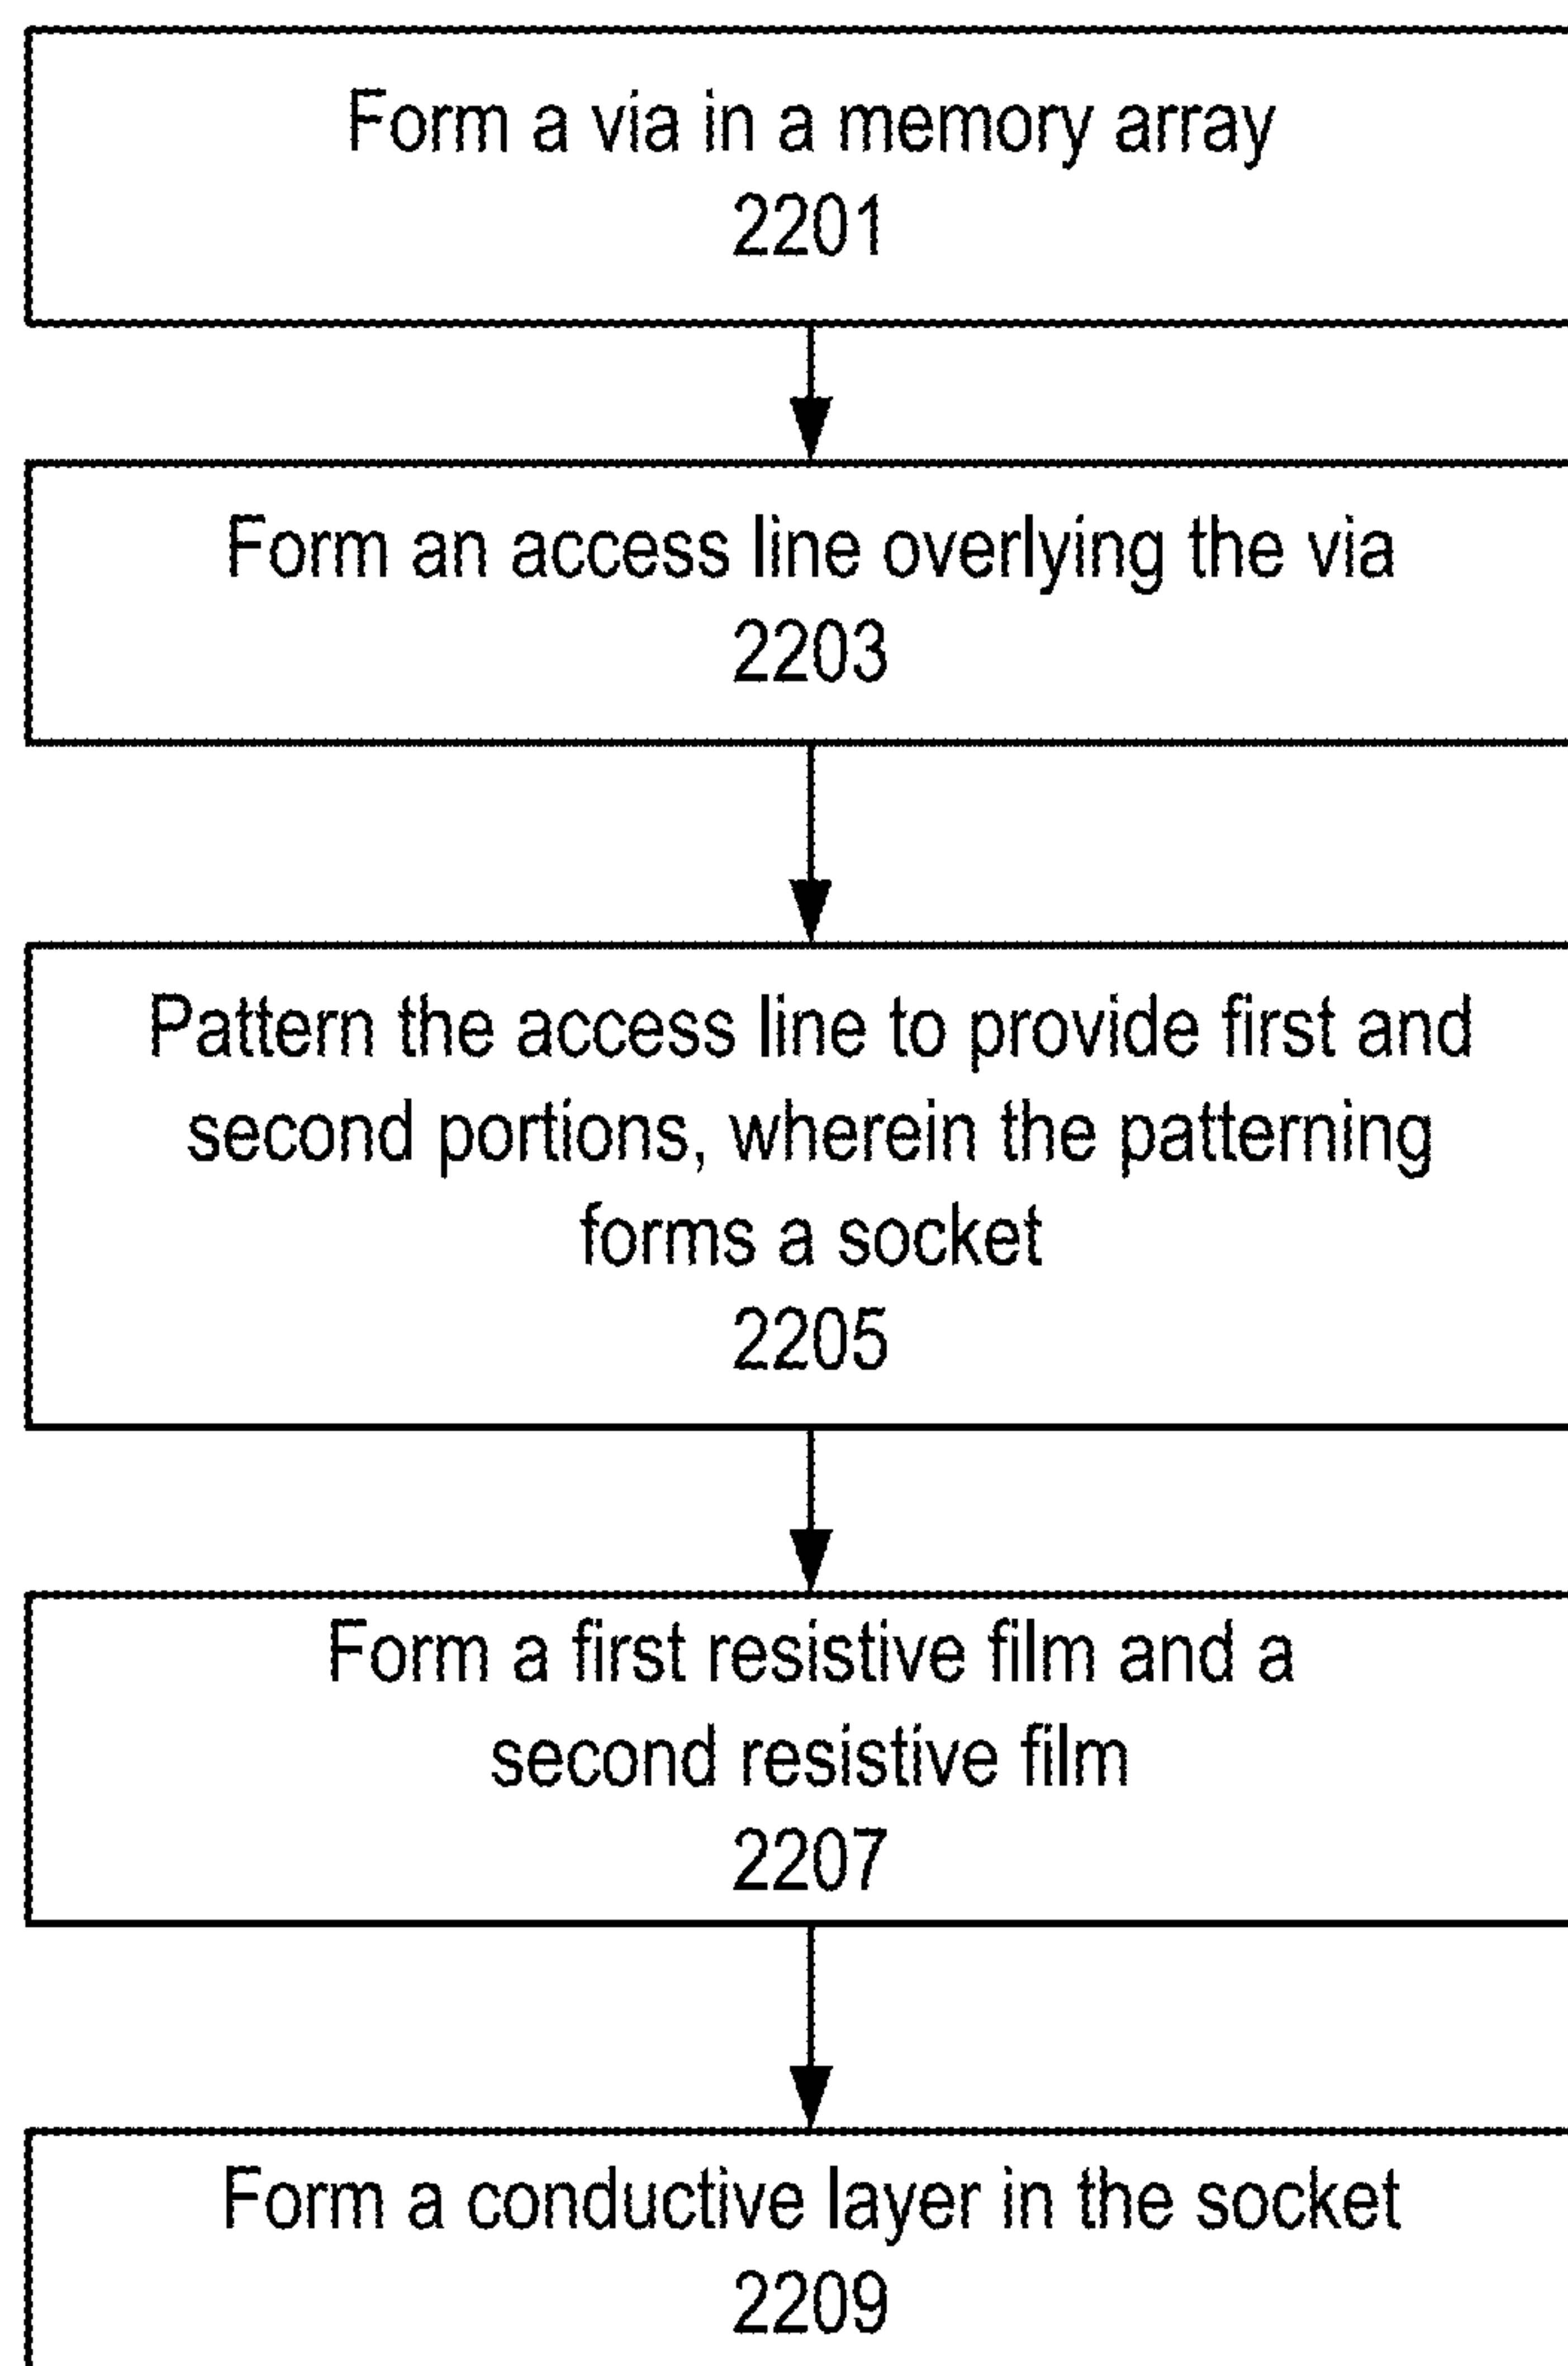 Form a via in a memory array
2201
Form an access line overlying the via
2203
Pattern the access line to provide first and
second portions, wherein the patterning
forms a socket
2205
Form a first resistive film and a
second resistive film
2207
Form a conductive layer in the socket
2209